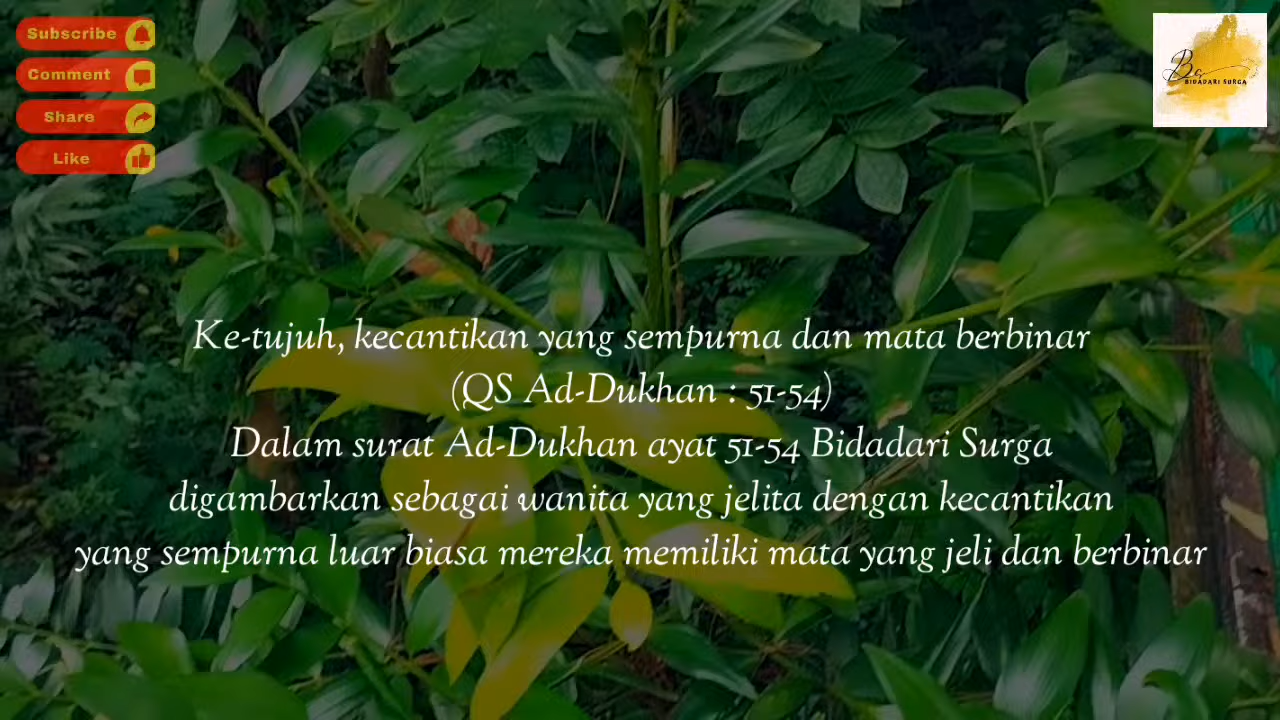 Subscribe
Comment
Share
Like
Bs
BIDADARI SURGA
Ke-tujuh, kecantikan yang sempurna dan mata berbinar
(QS Ad-Dukhan : 51-54)
Dalam surat Ad-Dukhan ayat 51-54 Bidadari Surga
digambarkan sebagai wanita yang jelita dengan kecantikan
yang sempurna luar biasa mereka memiliki mata yang jeli dan berbinar